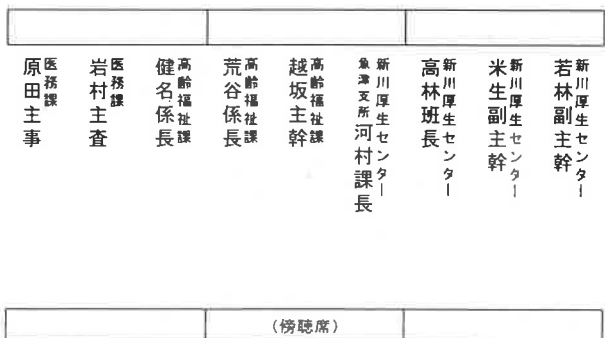 新川厚生センター
若林副主幹
新川厚生センター
米生副主幹
新川厚生センター
高林班長
新川厚生センター
魚津支所 河村課長
高齢福祉課
越坂主幹
高齢福祉課
荒谷係長
高齢福祉課
健名係長
医務課
岩村主査
医務課
原田主事
(傍聴席)